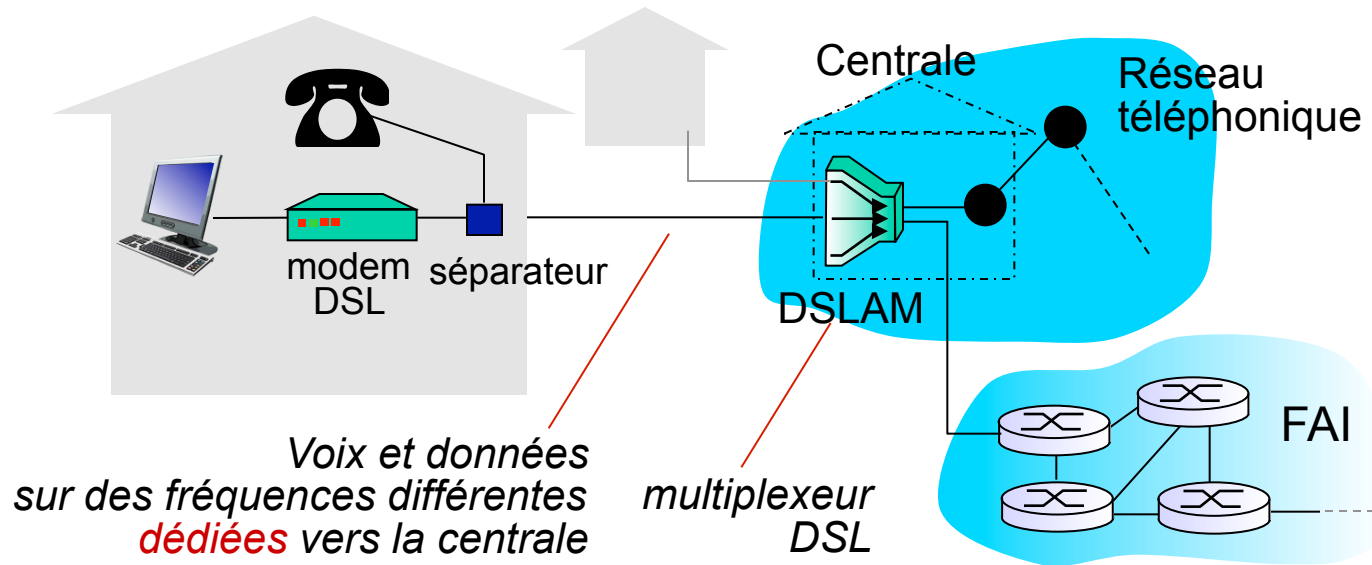 Centrale
Réseau
téléphonique
modem
DSL
séparateur
DSLAM
FAI
Voix et données
sur des fréquences différentes
dédiées vers la centrale
multiplexeur
DSL